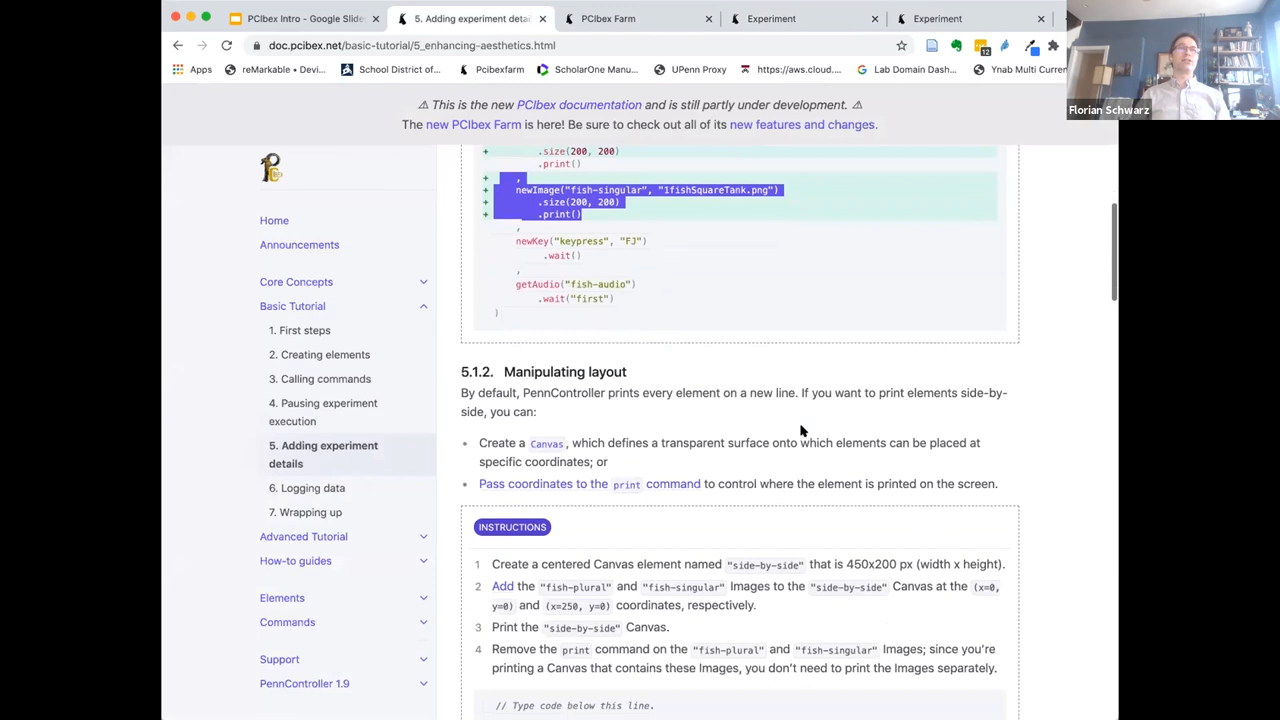 PCIbex Intro - Google Slide
5. Adding experiment detai
PCIbex Farm
Experiment
Experiment
doc.pcibex.net/basic-tutorial/5_enhancing-aesthetics.html
12
Apps
reMarkable • Devi...
School District of...
Pcibexfarm
ScholarOne Manu...
UPenn Proxy
https://aws.cloud....
Lab Domain Dash...
Ynab Multi Curren
Florian Schwarz
⚠ This is the new PCIbex documentation and is still partly under development. ⚠
The new PCIbex Farm is here! Be sure to check out all of its new features and changes.
Home
Announcements
Core Concepts
Basic Tutorial
1. First steps
2. Creating elements
3. Calling commands
4. Pausing experiment
execution
5. Adding experiment
details
6. Logging data
7. Wrapping up
Advanced Tutorial
How-to guides
Elements
Commands
Support
PennController 1.9
+ .size(200, 200)
.print()
+ ,
+ newImage("fish-singular", "1fishSquareTank.png")
+ .size(200, 200)
+ .print()
,
newKey("keypress", "FJ")
.wait()
,
getAudio("fish-audio")
.wait("first")
)
5.1.2. Manipulating layout
By default, PennController prints every element on a new line. If you want to print elements side-by-
side, you can:
• Create a Canvas, which defines a transparent surface onto which elements can be placed at
specific coordinates; or
• Pass coordinates to the print command to control where the element is printed on the screen.
INSTRUCTIONS
1 Create a centered Canvas element named "side-by-side" that is 450x200 px (width x height).
2 Add the "fish-plural" and "fish-singular" Images to the "side-by-side" Canvas at the (x=0,
y=0) and (x=250, y=0) coordinates, respectively.
3 Print the "side-by-side" Canvas.
4 Remove the print command on the "fish-plural" and "fish-singular" Images; since you're
printing a Canvas that contains these Images, you don't need to print the Images separately.
// Type code below this line.